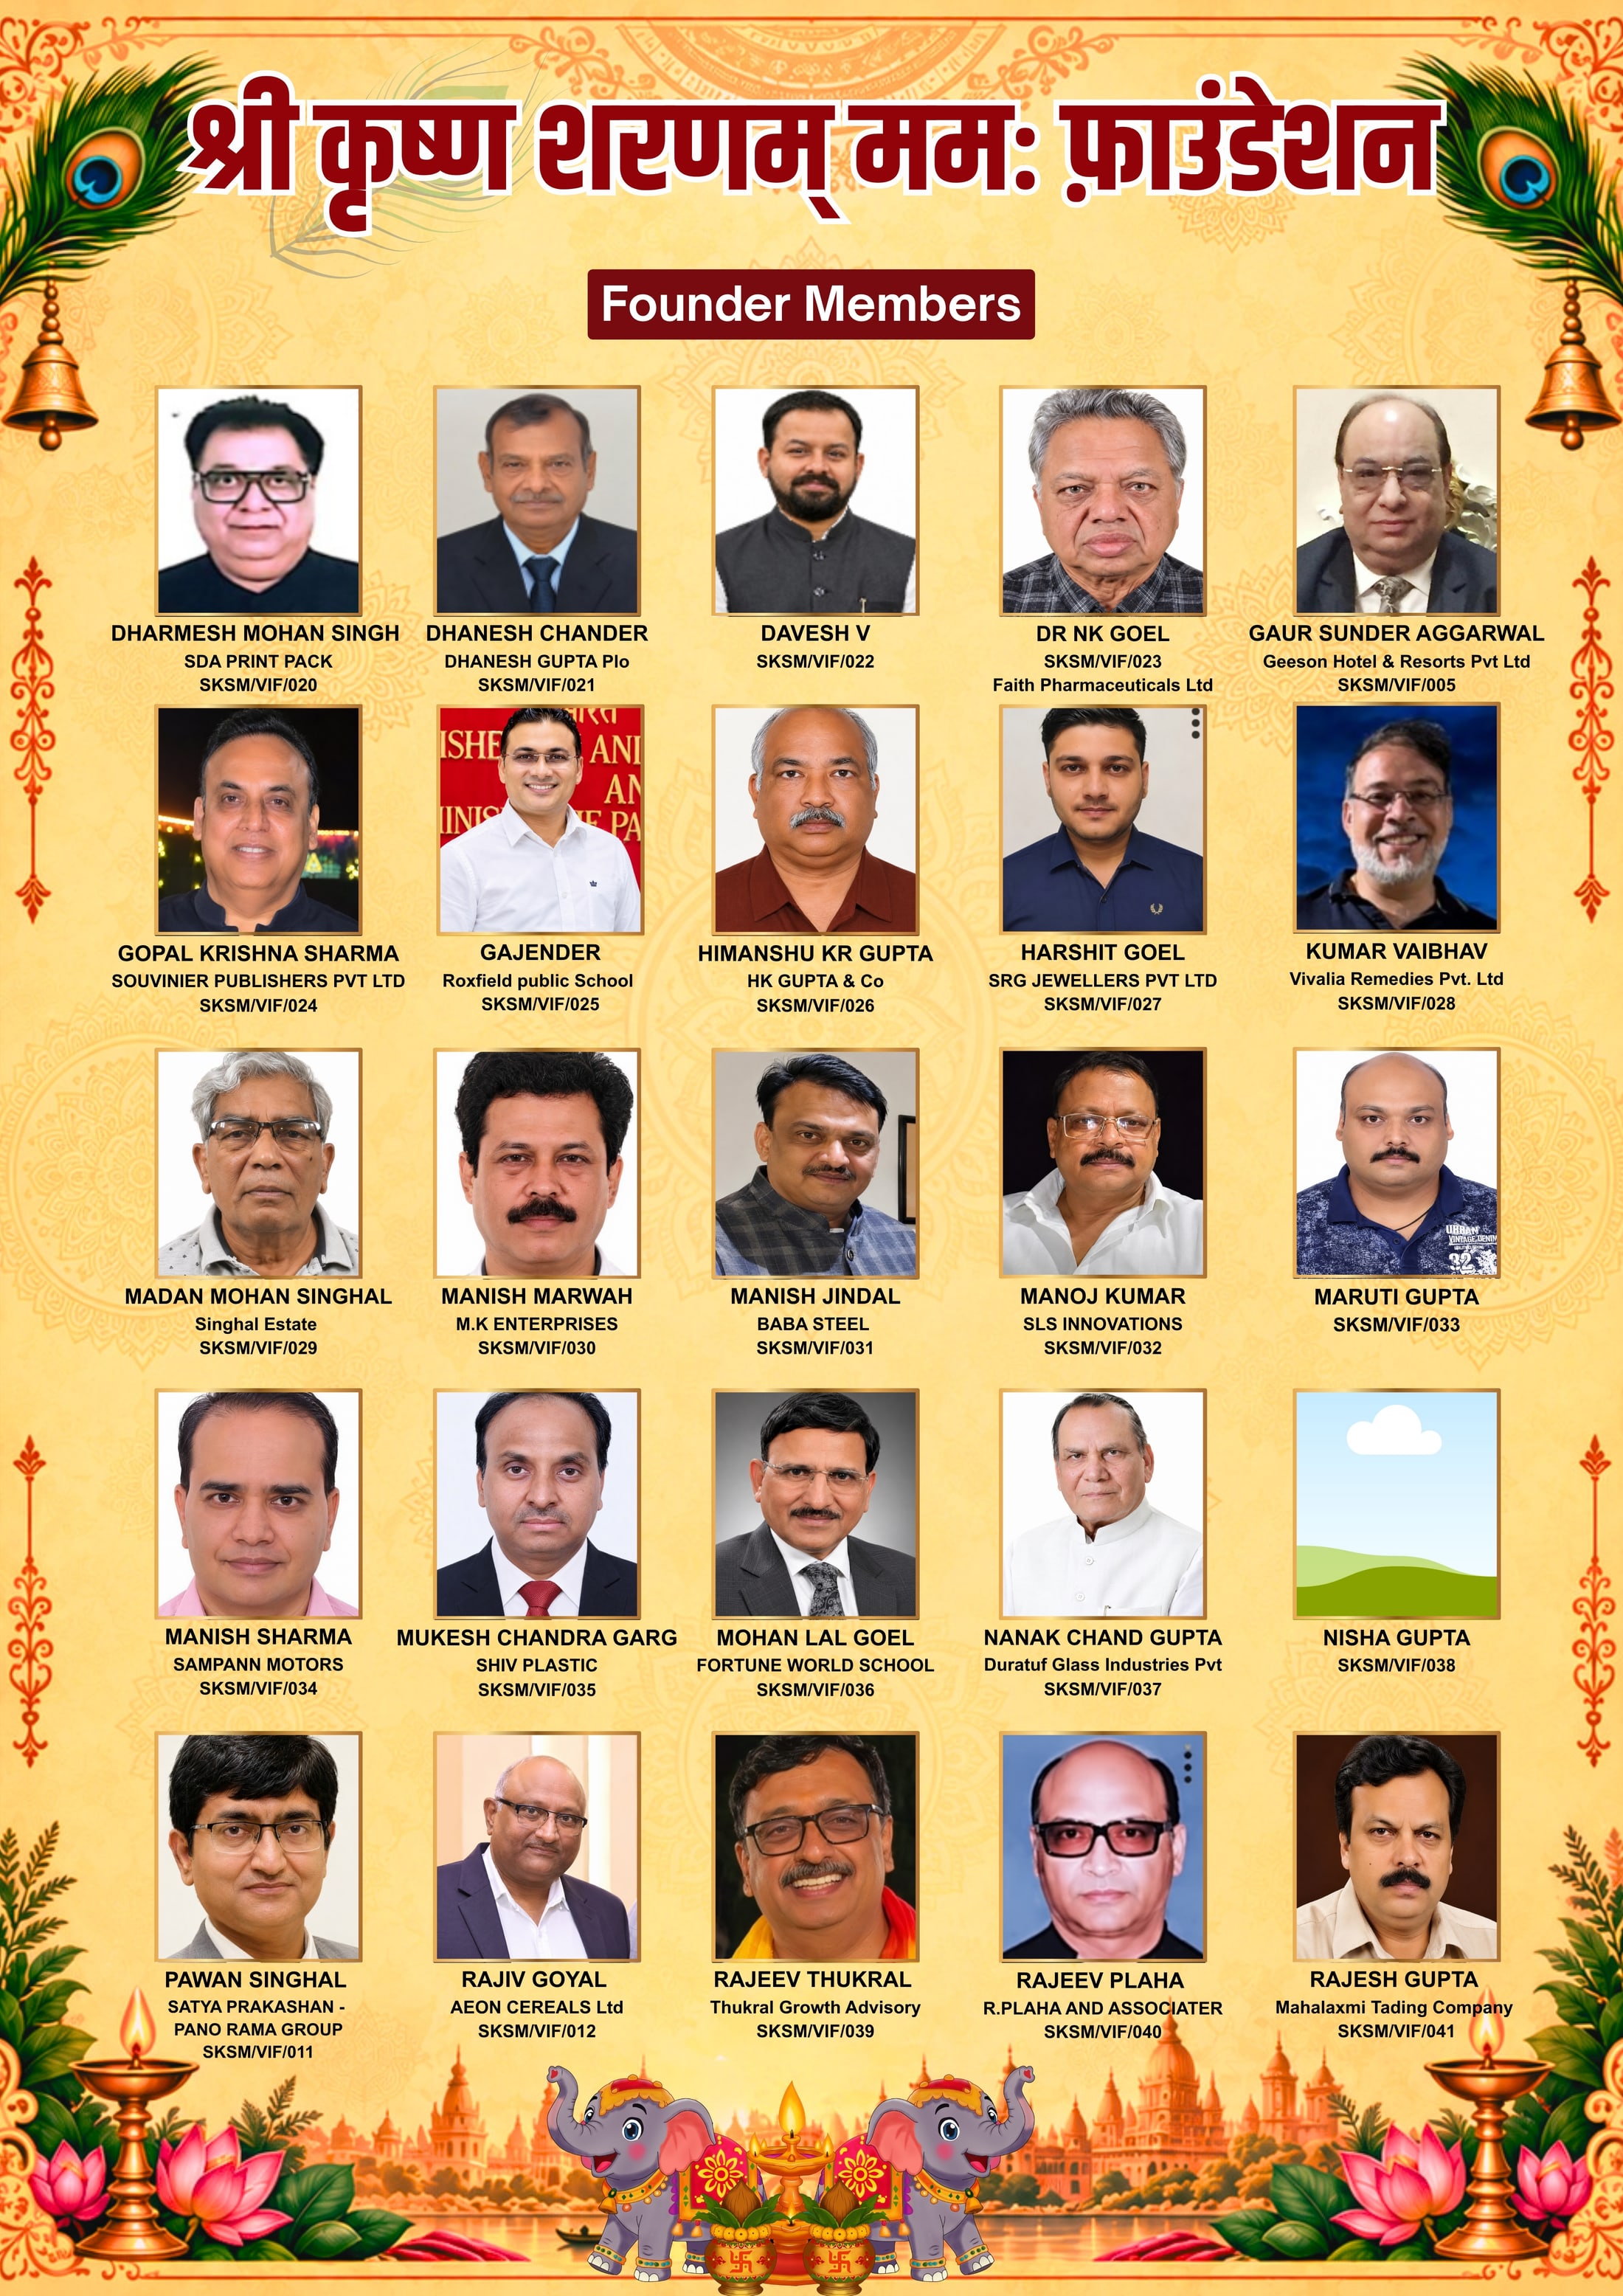 श्री कृष्ण शरणम् मम: फ़ाउंडेशन
Founder Members
DHARMESH MOHAN SINGH
SDA PRINT PACK
SKSM/VIF/020
DHANESH CHANDER
DHANESH GUPTA Plo
SKSM/VIF/021
DAVESH V
SKSM/VIF/022
DR NK GOEL
SKSM/VIF/023
Faith Pharmaceuticals Ltd
GAUR SUNDER AGGARWAL
Geeson Hotel & Resorts Pvt Ltd
SKSM/VIF/005
ISHE AND
AN
INIS PA
GOPAL KRISHNA SHARMA
SOUVINIER PUBLISHERS PVT LTD
SKSM/VIF/024
GAJENDER
Roxfield public School
SKSM/VIF/025
HIMANSHU KR GUPTA
HK GUPTA & Co
SKSM/VIF/026
HARSHIT GOEL
SRG JEWELLERS PVT LTD
SKSM/VIF/027
KUMAR VAIBHAV
Vivalia Remedies Pvt. Ltd
SKSM/VIF/028
URBAN
VINTAGE DENIM
32
MADAN MOHAN SINGHAL
Singhal Estate
SKSM/VIF/029
MANISH MARWAH
M.K ENTERPRISES
SKSM/VIF/030
MANISH JINDAL
BABA STEEL
SKSM/VIF/031
MANOJ KUMAR
SLS INNOVATIONS
SKSM/VIF/032
MARUTI GUPTA
SKSM/VIF/033
MANISH SHARMA
SAMPANN MOTORS
SKSM/VIF/034
MUKESH CHANDRA GARG
SHIV PLASTIC
SKSM/VIF/035
MOHAN LAL GOEL
FORTUNE WORLD SCHOOL
SKSM/VIF/036
NANAK CHAND GUPTA
Duratuf Glass Industries Pvt
SKSM/VIF/037
NISHA GUPTA
SKSM/VIF/038
PAWAN SINGHAL
SATYA PRAKASHAN -
PANO RAMA GROUP
SKSM/VIF/011
RAJIV GOYAL
AEON CEREALS Ltd
SKSM/VIF/012
RAJEEV THUKRAL
Thukral Growth Advisory
SKSM/VIF/039
RAJEEV PLAHA
R.PLAHA AND ASSOCIATER
SKSM/VIF/040
RAJESH GUPTA
Mahalaxmi Tading Company
SKSM/VIF/041